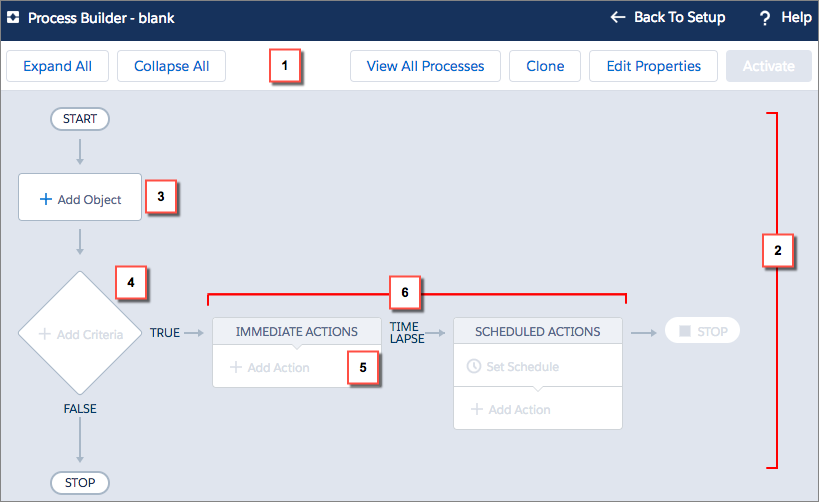 Process Builder - blank
Back To Setup
? Help
Expand All
Collapse All
1
View All Processes
Clone
Edit Properties
Activate
START
+ Add Object
3
2
4
6
+ Add Criteria
TRUE
IMMEDIATE ACTIONS
TIME
LAPSE
SCHEDULED ACTIONS
STOP
+ Add Action
5
Set Schedule
+ Add Action
FALSE
STOP